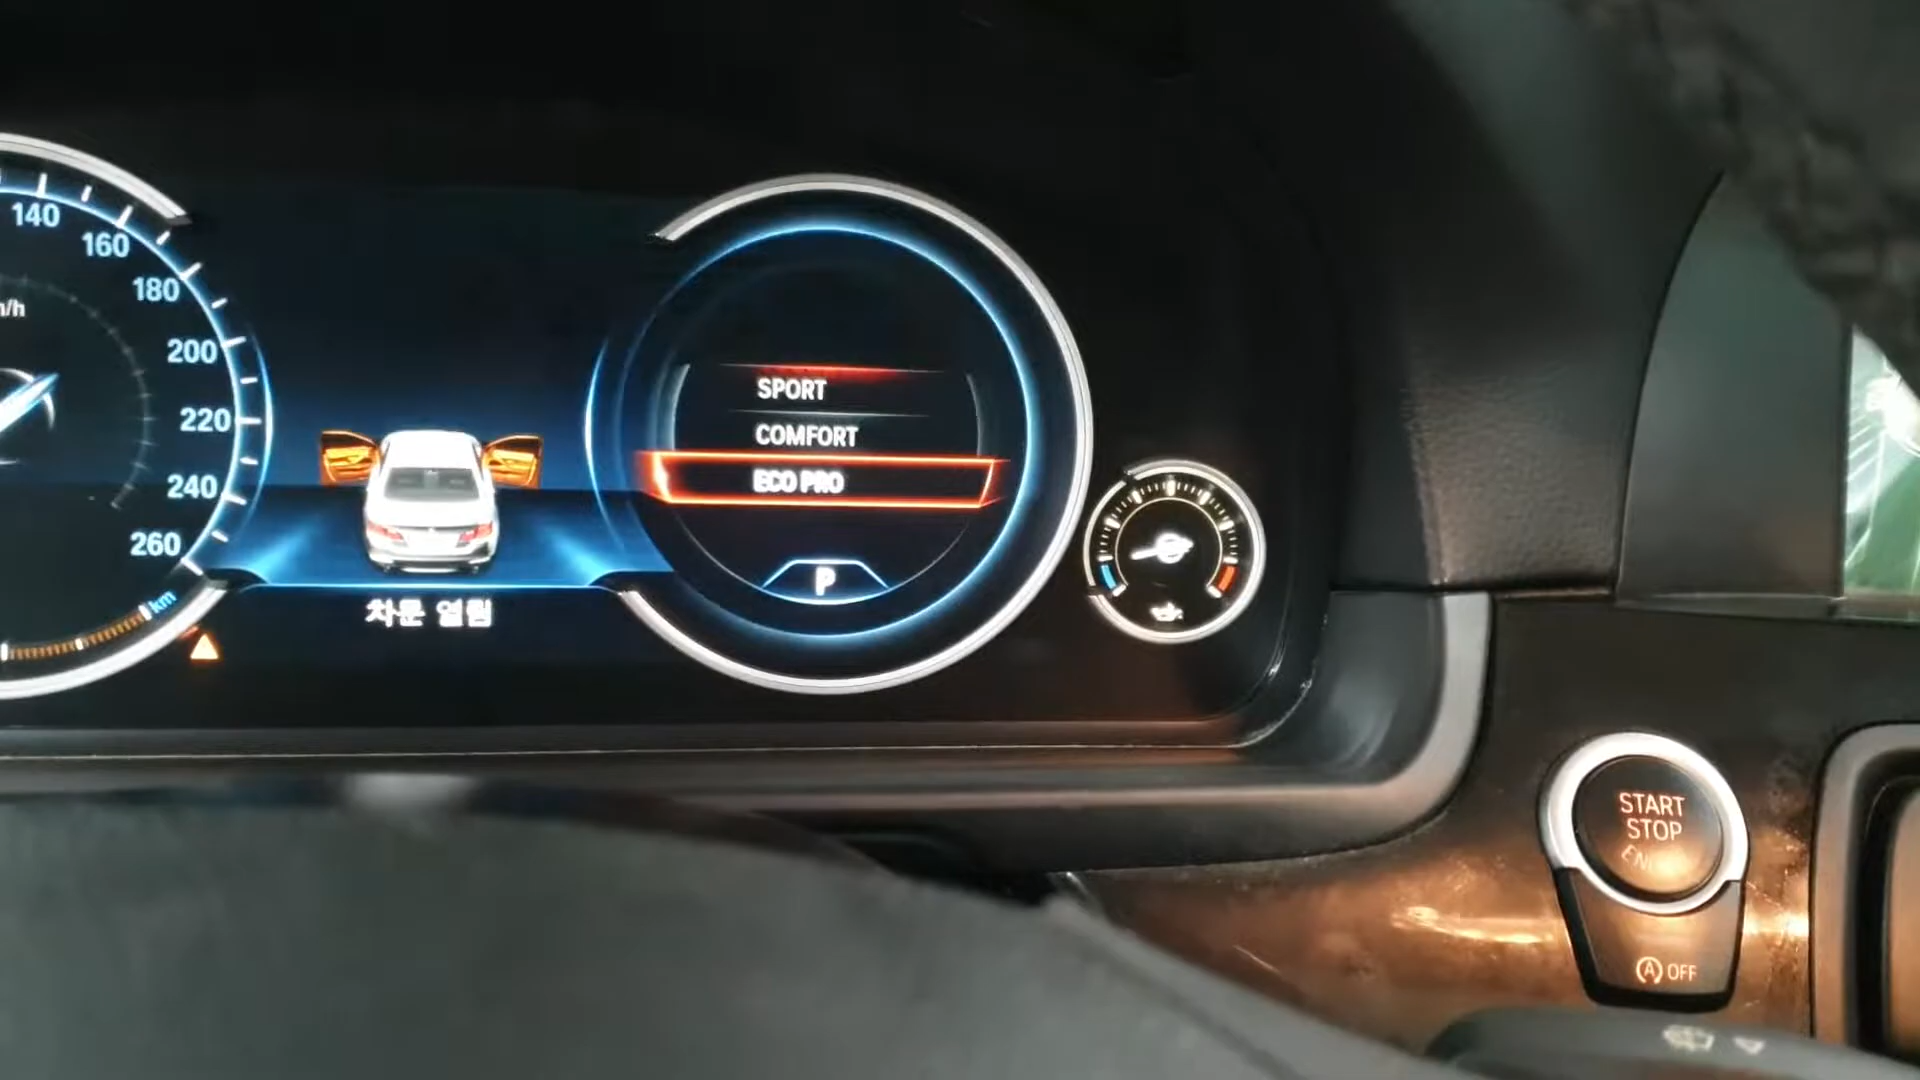 140
160
180
200
220
240
260
km
차문 열림
SPORT
COMFORT
ECO PRO
P
START
STOP
A OFF